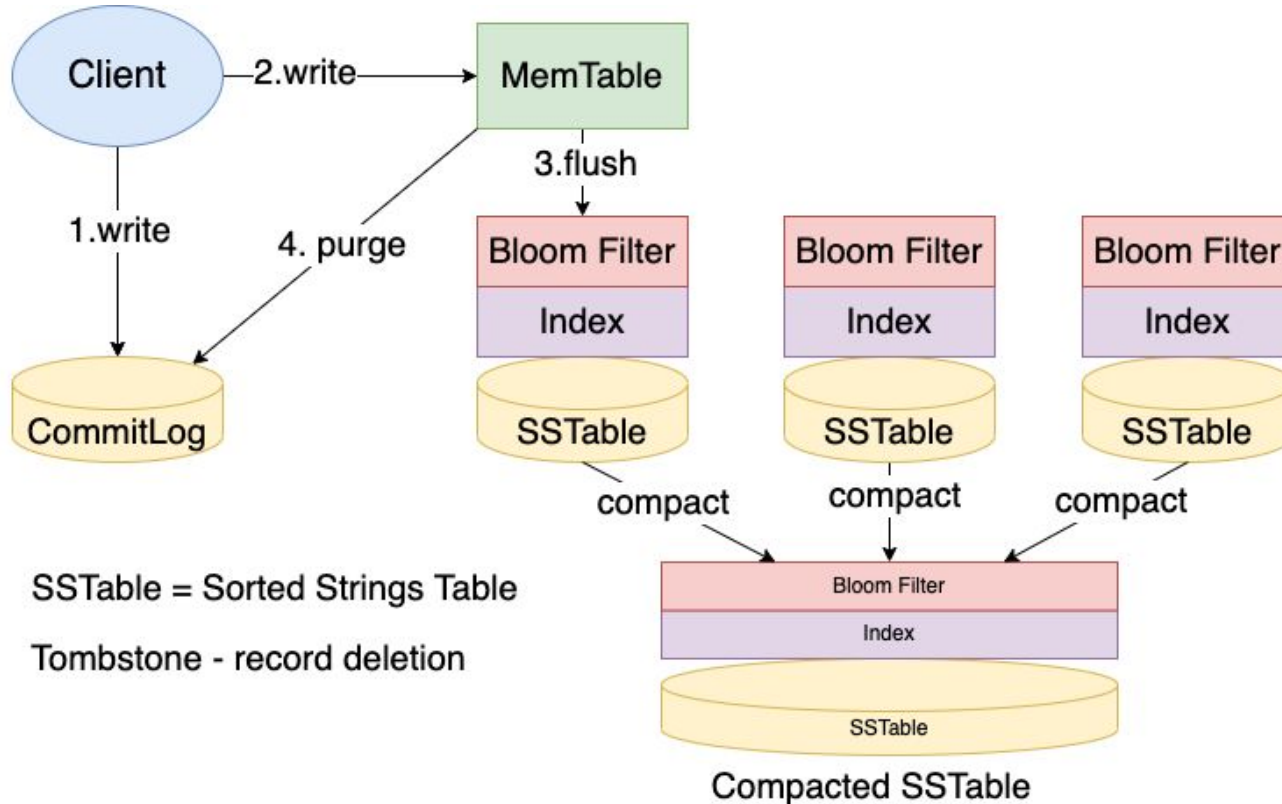 Client
2.write
MemTable
3.flush
1.write
4. purge
Bloom Filter
Bloom Filter
Bloom Filter
Index
Index
Index
CommitLog
SSTable
SSTable
SSTable
compact
compact
compact
SSTable = Sorted Strings Table
Bloom Filter
Index
Tombstone - record deletion
SSTable
Compacted SSTable